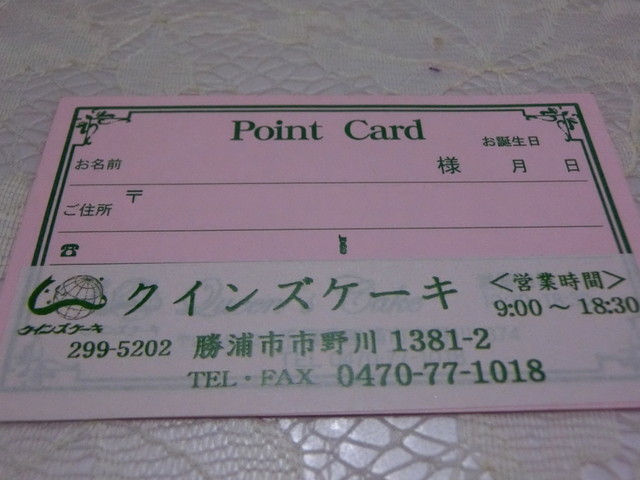 Point Card
お誕生日
お名前 様 月 日
ご住所 〒
クインズケーキ
クインズケーキ
<営業時間>
9:00～18:30
299-5202 勝浦市市野川 1381-2
TEL・FAX 0470-77-1018